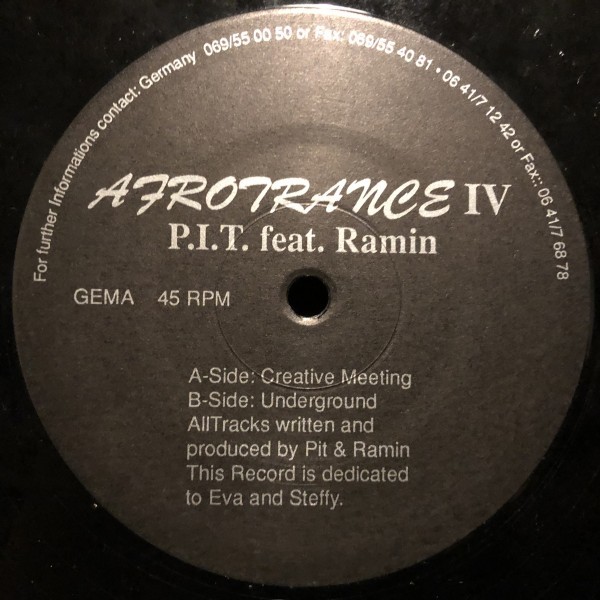 For further Informations contact: Germany 069/55 00 50 or Fax: 069/55 40 81 • 06 41/7 12 42 or Fax:: 06 41/7 68 78
AFROTRANCE IV
P.I.T. feat. Ramin
GEMA 45 RPM
A-Side: Creative Meeting
B-Side: Underground
AllTracks written and
produced by Pit & Ramin
This Record is dedicated
to Eva and Steffy.